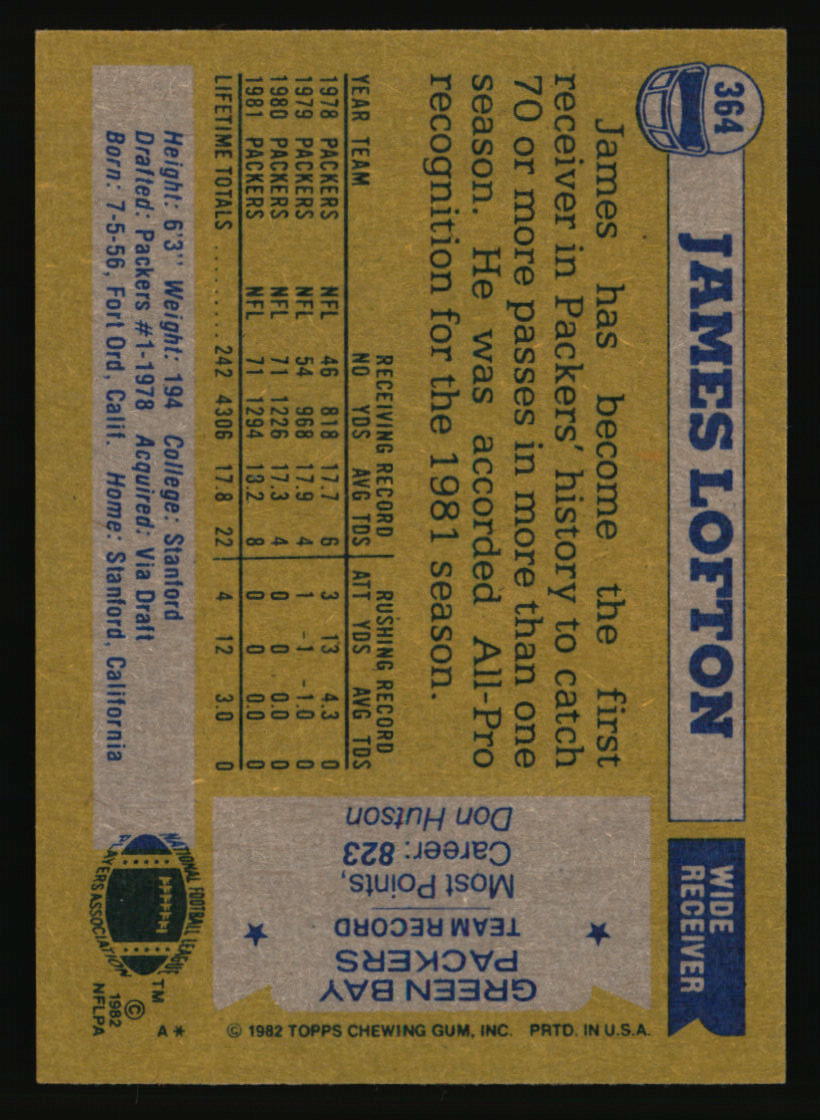 364
JAMES LOFTON
WIDE
RECEIVER
James has become the first
receiver in Packers' history to catch
70 or more passes in more than one
season. He was accorded All-Pro
recognition for the 1981 season.
RECEIVING RECORD RUSHING RECORD
YEAR TEAM NO YDS AVG TDS ATT YDS AVG TDS
1978 PACKERS NFL 46 818 17.7 6 3 13 4.3 0
1979 PACKERS NFL 54 968 17.9 4 1 -1 -1.0 0
1980 PACKERS NFL 71 1226 17.3 4 0 0 0.0 0
1981 PACKERS NFL 71 1294 18.2 8 0 0 0.0 0
LIFETIME TOTALS ......... 242 4306 17.8 22 4 12 3.0 0
Height: 6'3" Weight: 194 College: Stanford
Drafted: Packers #1-1978 Acquired: Via Draft
Born: 7-5-56, Fort Ord, Calif. Home: Stanford, California
GREEN BAY
PACKERS
TEAM RECORD
Most Points,
Career: 823
Don Hutson
NATIONAL FOOTBALL LEAGUE
PLAYERS ASSOCIATION
TM
©
1982
NFLPA
A*
© 1982 TOPPS CHEWING GUM, INC. PRTD. IN U.S.A.